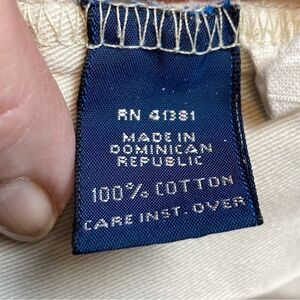 RN 41381
MADE IN
DOMINICAN
REPUBLIC
100% COTTON
CARE INST. OVER